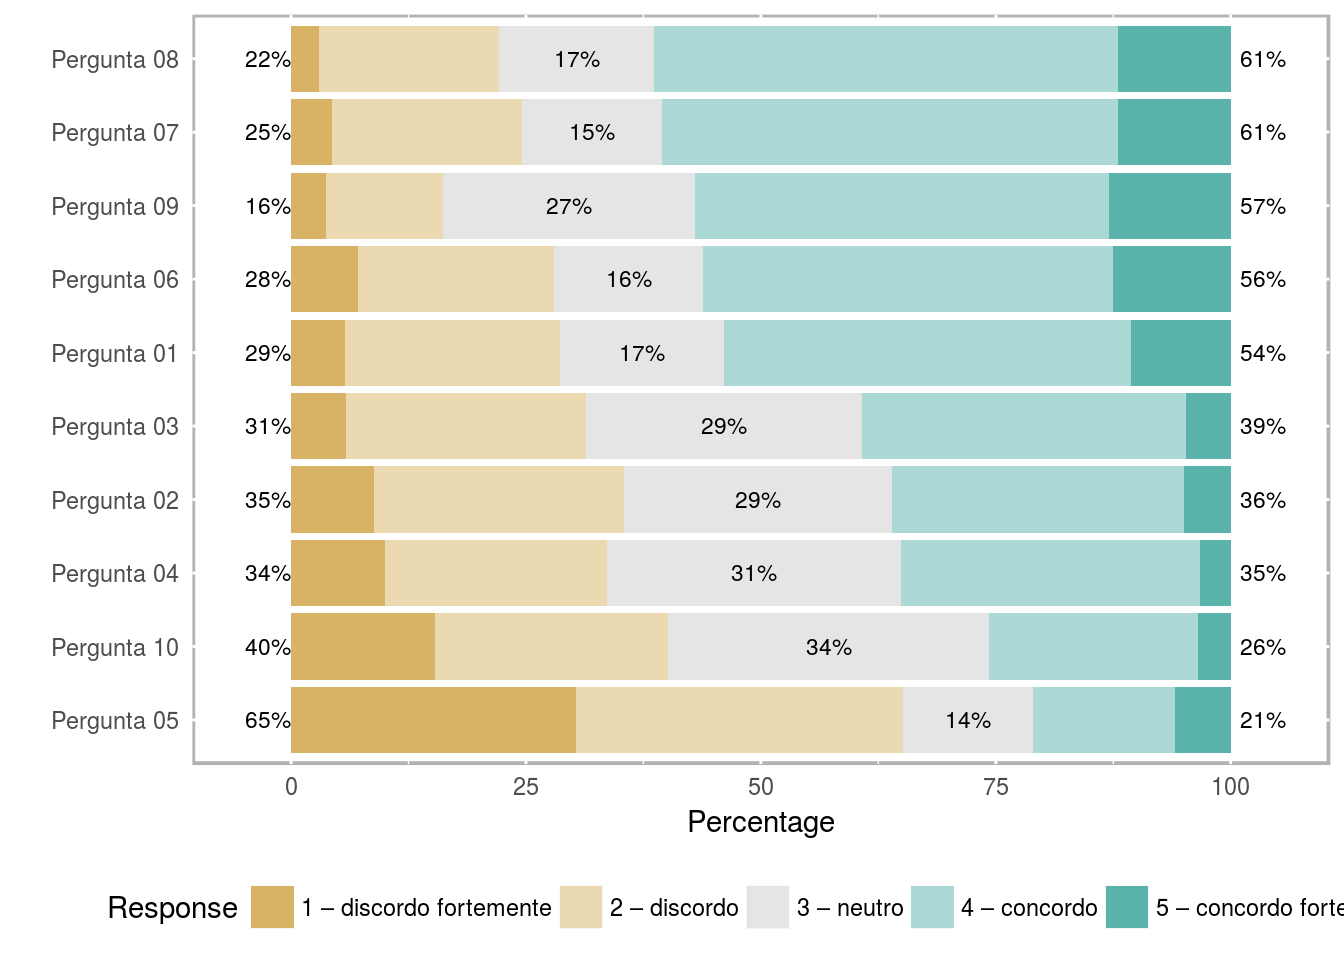 Pergunta 08 22% 17% 61%
Pergunta 07 25% 15% 61%
Pergunta 09 16% 27% 57%
Pergunta 06 28% 16% 56%
Pergunta 01 29% 17% 54%
Pergunta 03 31% 29% 39%
Pergunta 02 35% 29% 36%
Pergunta 04 34% 31% 35%
Pergunta 10 40% 34% 26%
Pergunta 05 65% 14% 21%
0 25 50 75 100
Percentage
Response 1 – discordo fortemente 2 – discordo 3 – neutro 4 – concordo 5 – concordo forte